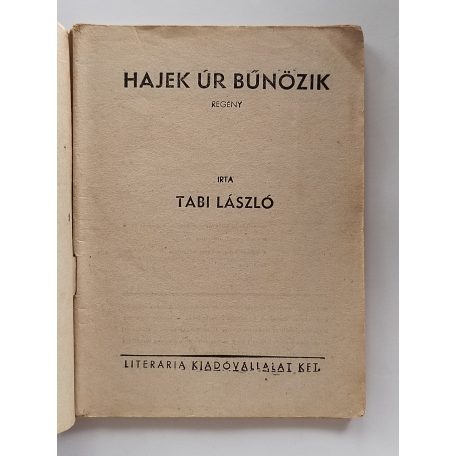 HAJEK ÚR BŰNÖZIK
REGÉNY
IRTA
TABI LÁSZLÓ
LITERARIA KIADÓVÁLLALAT KFT.